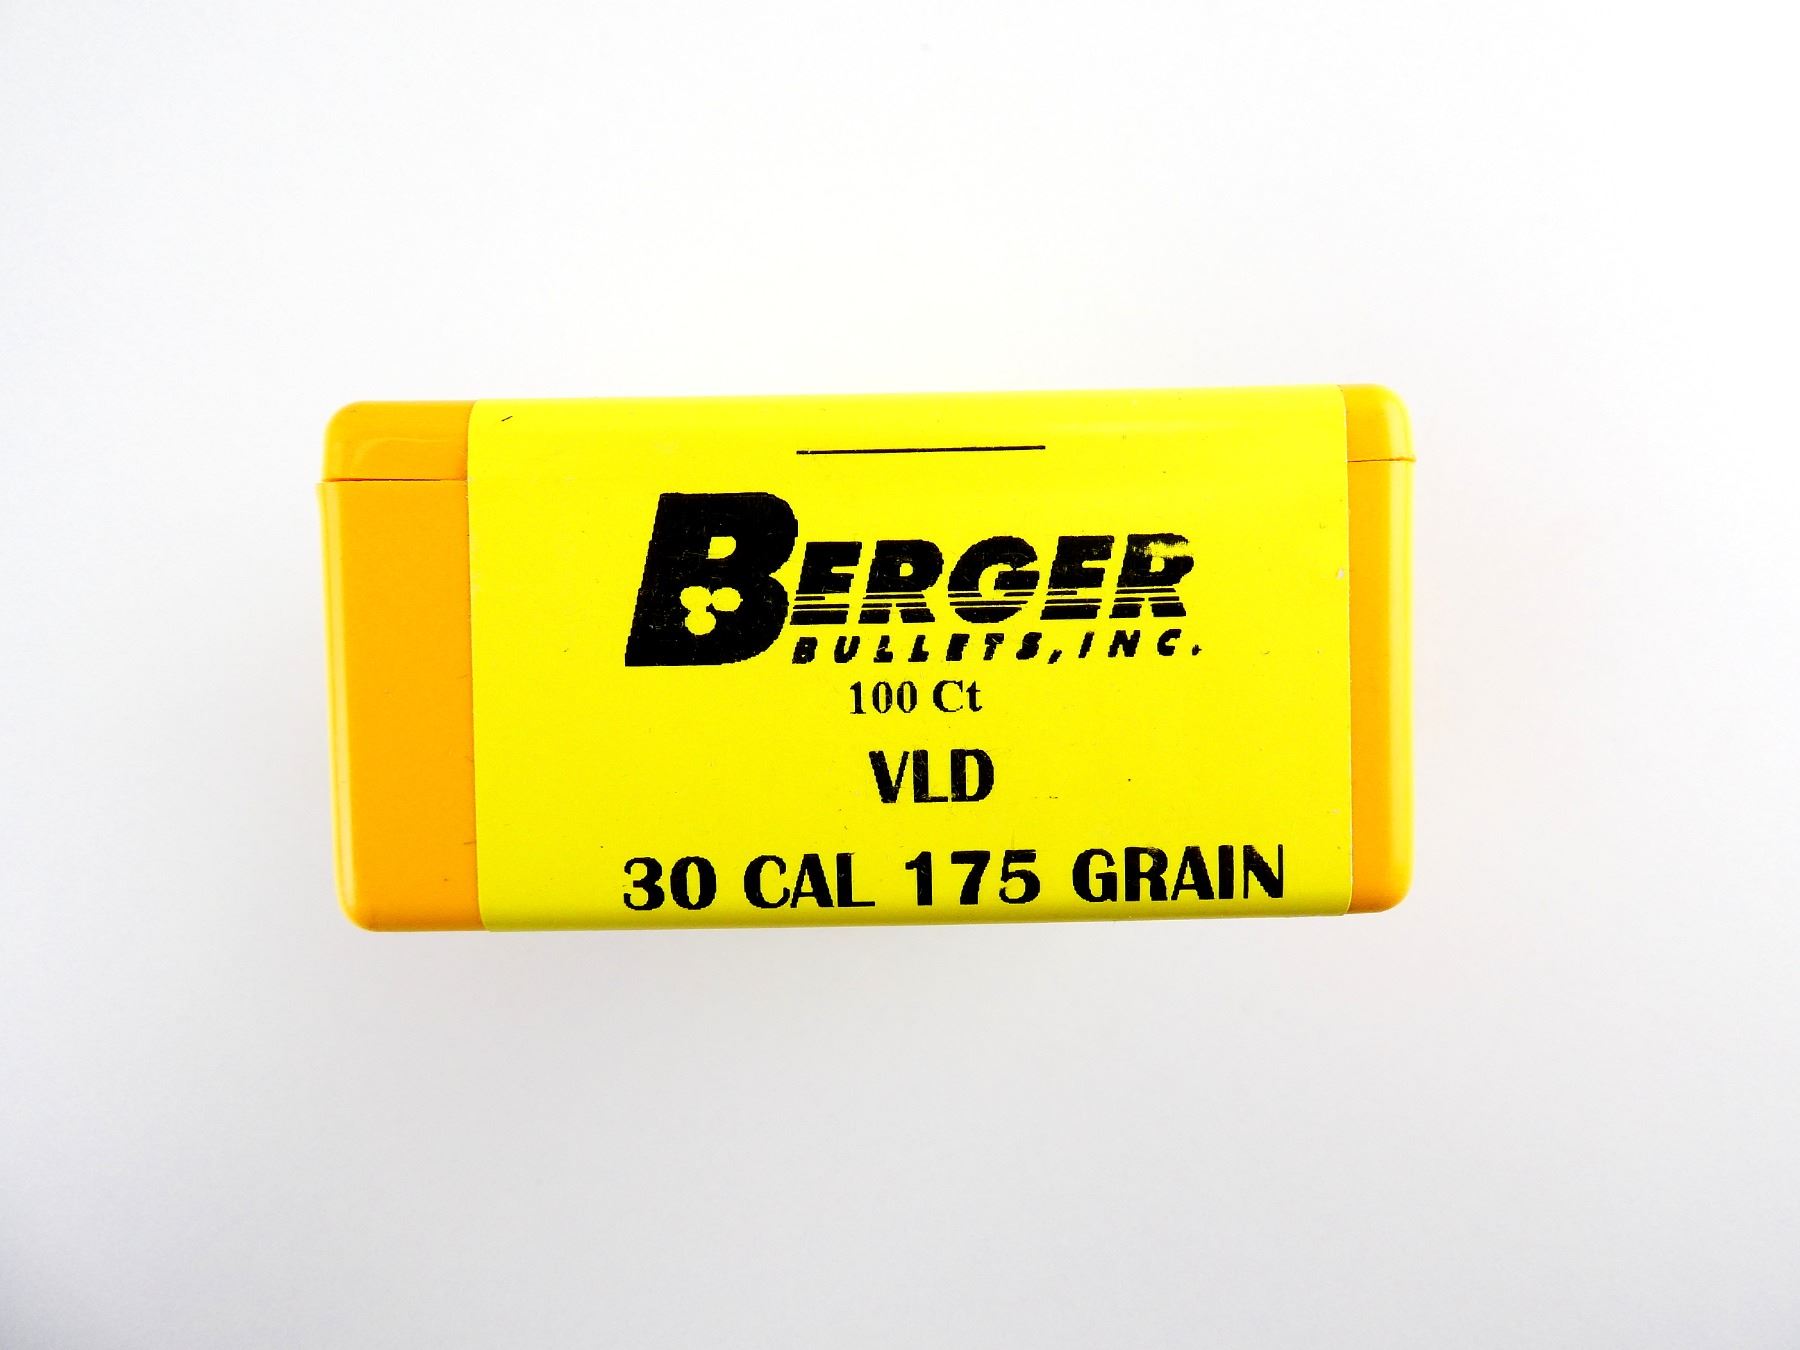 BERGER
BULLETS, INC.
100 Ct
VLD
30 CAL 175 GRAIN